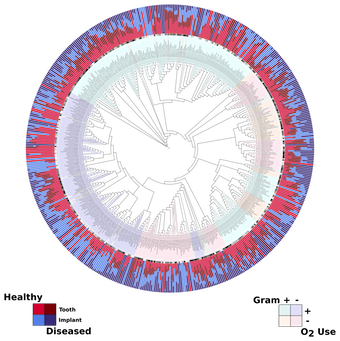 Healthy
Tooth
Implant
Diseased
Gram + -
+
-
O2 Use